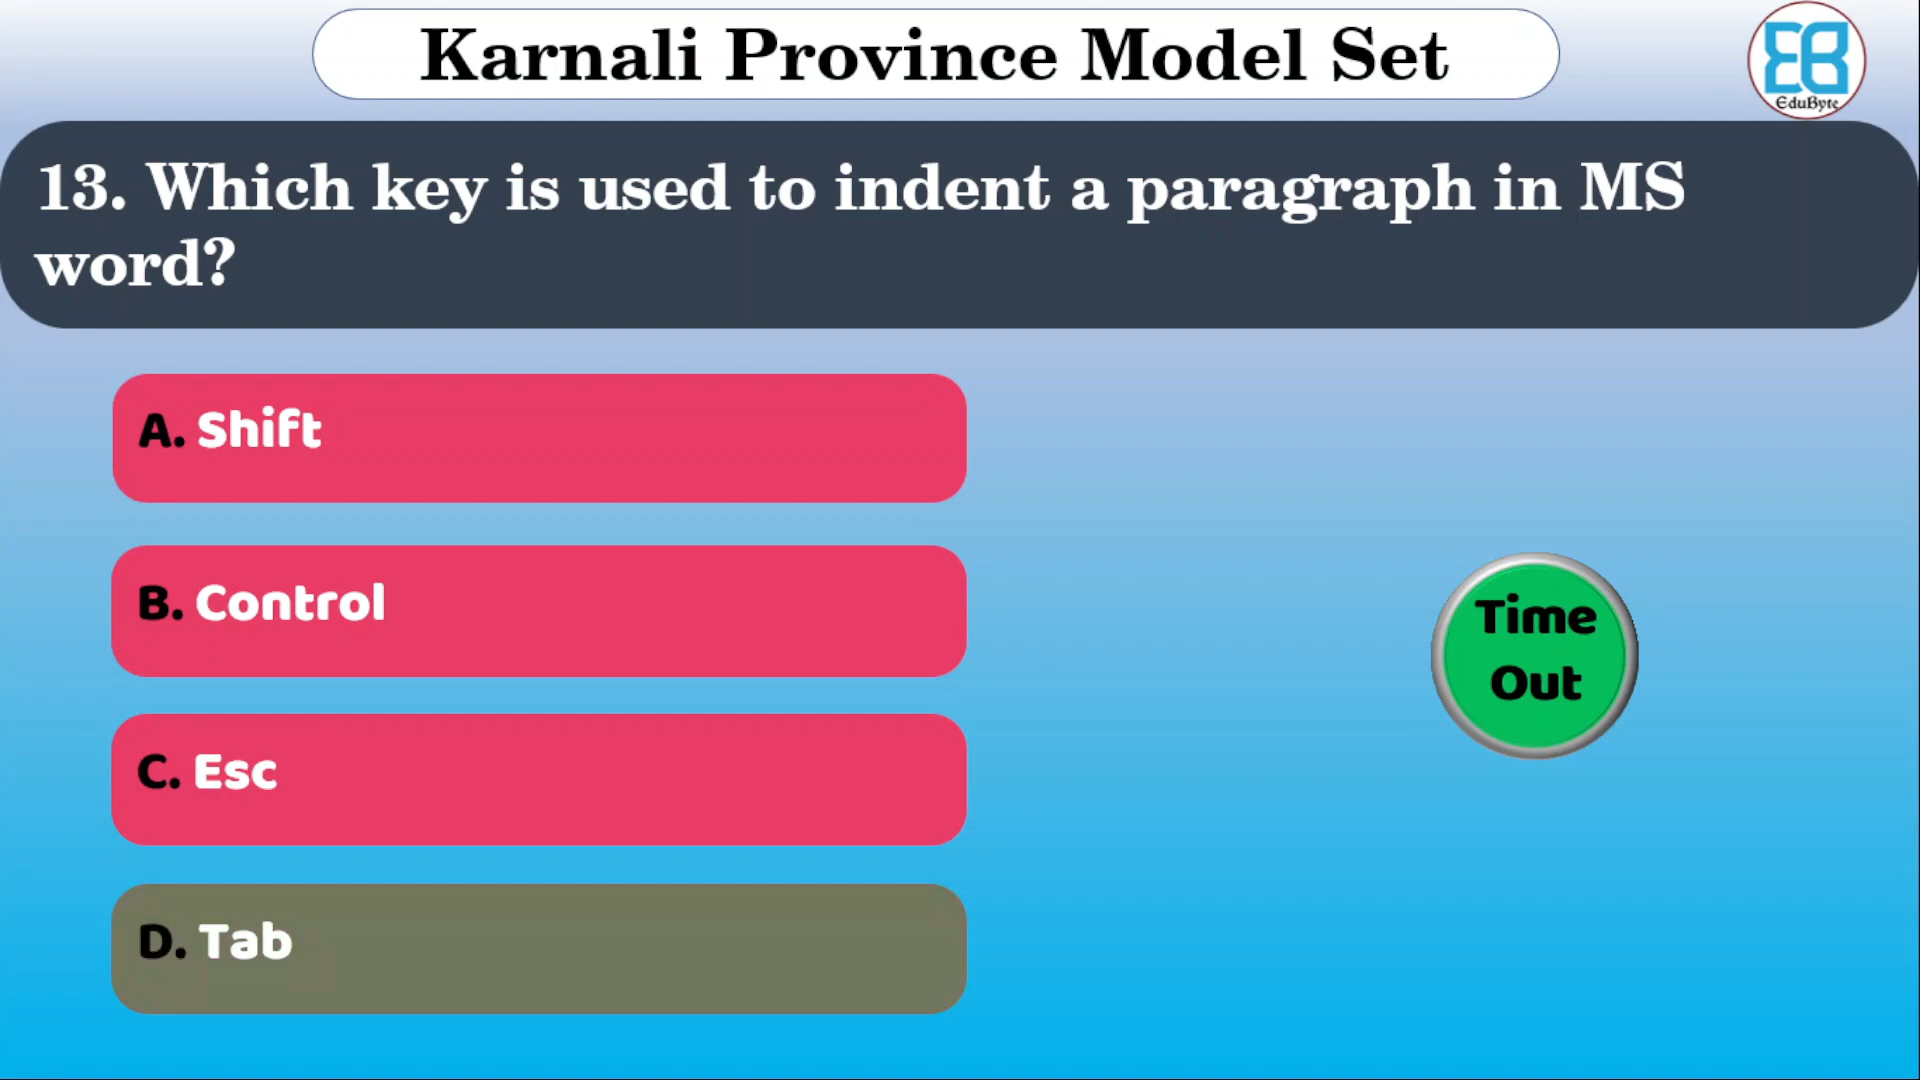 Karnali Province Model Set
EB
EduByte
13. Which key is used to indent a paragraph in MS
word?
A. Shift
B. Control
C. Esc
D. Tab
Time
Out